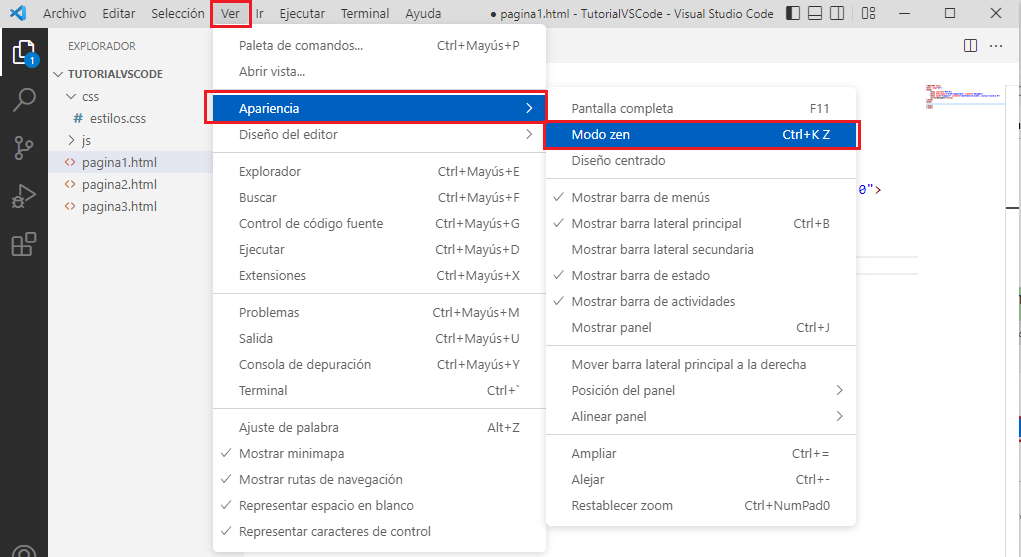 Archivo Editar Selección Ver Ir Ejecutar Terminal Ayuda ● pagina1.html - TutorialVSCode - Visual Studio Code
EXPLORADOR
1
TUTORIALVSCODE
css
# estilos.css
js
<> pagina1.html
<> pagina2.html
<> pagina3.html
Paleta de comandos... Ctrl+Mayús+P
Abrir vista...
Apariencia
Diseño del editor
Explorador Ctrl+Mayús+E
Buscar Ctrl+Mayús+F
Control de código fuente Ctrl+Mayús+G
Ejecutar Ctrl+Mayús+D
Extensiones Ctrl+Mayús+X
Problemas Ctrl+Mayús+M
Salida Ctrl+Mayús+U
Consola de depuración Ctrl+Mayús+Y
Terminal Ctrl+`
Ajuste de palabra Alt+Z
Mostrar minimapa
Mostrar rutas de navegación
Representar espacio en blanco
Representar caracteres de control
Pantalla completa F11
Modo zen Ctrl+K Z
Diseño centrado
Mostrar barra de menús
Mostrar barra lateral principal Ctrl+B
Mostrar barra lateral secundaria
Mostrar barra de estado
Mostrar barra de actividades
Mostrar panel Ctrl+J
Mover barra lateral principal a la derecha
Posición del panel
Alinear panel
Ampliar Ctrl+=
Alejar Ctrl+-
Restablecer zoom Ctrl+NumPad0
0">